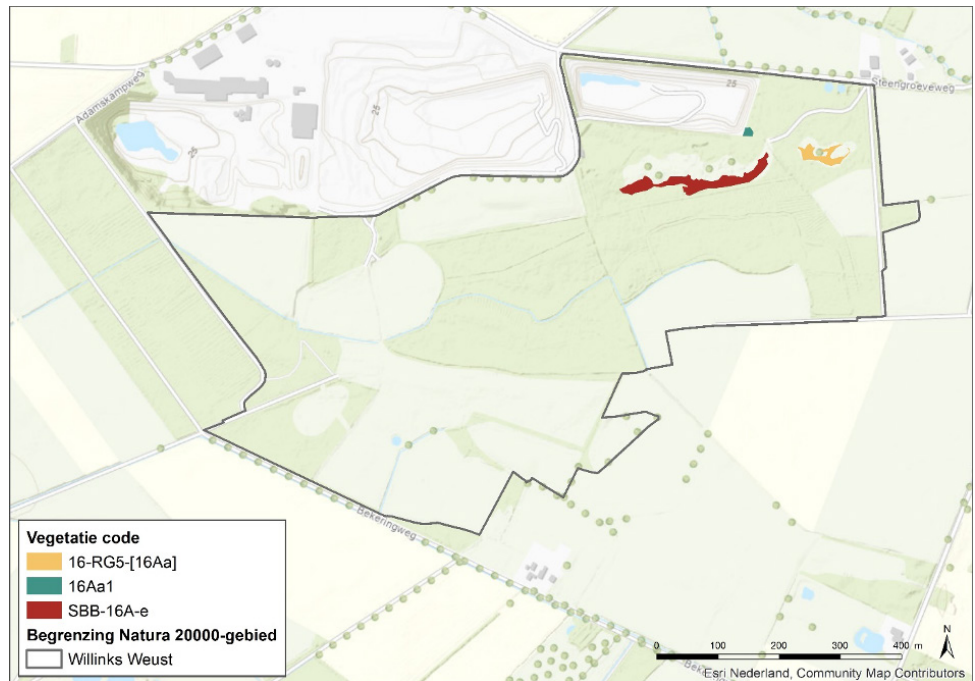 Adamskampweg
Steengroeveweg
25
25
25
Bekeringweg
Vegetatie code
16-RG5-[16Aa]
16Aa1
SBB-16A-e
Begrenzing Natura 20000-gebied
Willinks Weust
N
0 100 200 300 400 m
Esri Nederland, Community Map Contributors